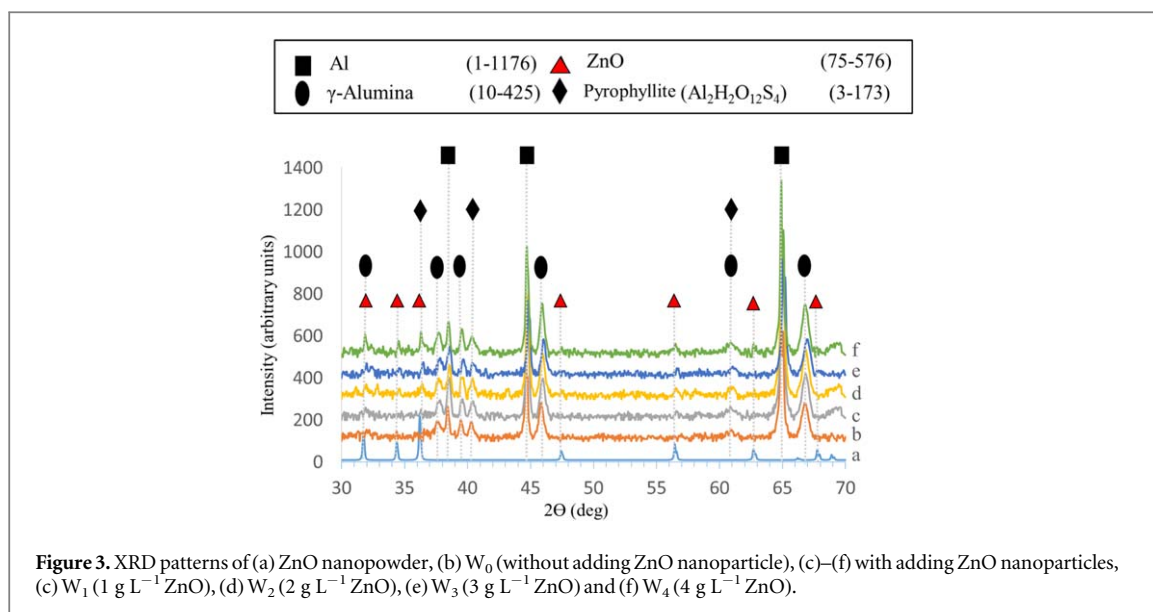 Al (1-1176) ZnO (75-576)
γ-Alumina (10-425) Pyrophyllite (Al₂H₂O₁₂S₄) (3-173)
1400
1200
1000
800
600
400
200
0
Intensity (arbitrary units)
f
e
d
c
b
a
30 35 40 45 50 55 60 65 70
2Θ (deg)
Figure 3. XRD patterns of (a) ZnO nanopowder, (b) W₀ (without adding ZnO nanoparticle), (c)–(f) with adding ZnO nanoparticles,
(c) W₁ (1 g L⁻¹ ZnO), (d) W₂ (2 g L⁻¹ ZnO), (e) W₃ (3 g L⁻¹ ZnO) and (f) W₄ (4 g L⁻¹ ZnO).